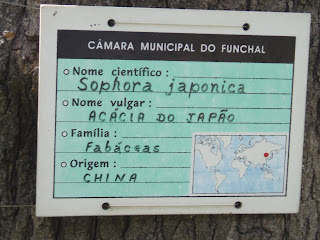 CÂMARA MUNICIPAL DO FUNCHAL
Nome científico :
Sophora japonica
Nome vulgar :
ACÁCIA DO JAPÃO
Família :
Fabáceas
Origem :
CHINA